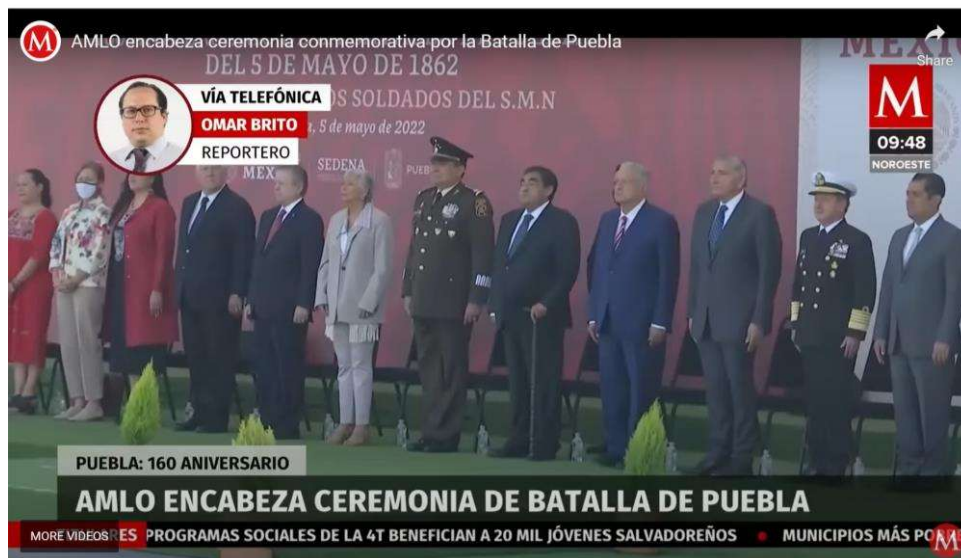 AMLO encabeza ceremonia conmemorativa por la Batalla de Puebla
Share
DEL 5 DE MAYO DE 1862
OS SOLDADOS DEL S.M.N
, 5 de mayo de 2022
SEDENA
VÍA TELEFÓNICA
OMAR BRITO
REPORTERO
M
M
09:48
NOROESTE
PUEBLA: 160 ANIVERSARIO
AMLO ENCABEZA CEREMONIA DE BATALLA DE PUEBLA
MORE VIDEOS
PROGRAMAS SOCIALES DE LA 4T BENEFICIAN A 20 MIL JÓVENES SALVADOREÑOS • MUNICIPIOS MÁS
M